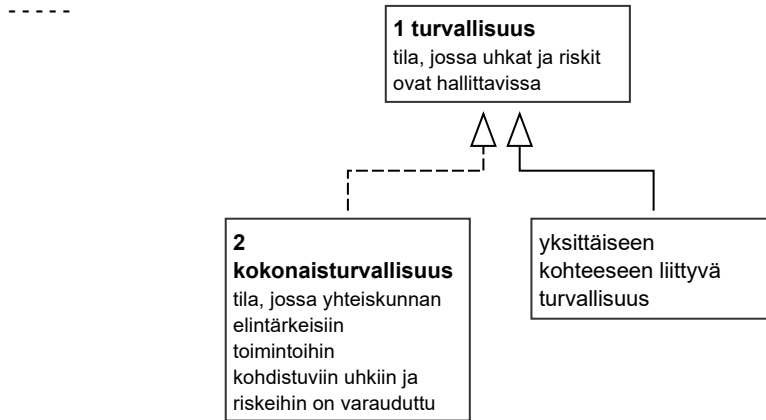 - - - - -
1 turvallisuus
tila, jossa uhkat ja riskit
ovat hallittavissa
2
kokonaisturvallisuus
tila, jossa yhteiskunnan
elintärkeisiin
toimintoihin
kohdistuviin uhkiin ja
riskeihin on varauduttu
yksittäiseen
kohteeseen liittyvä
turvallisuus